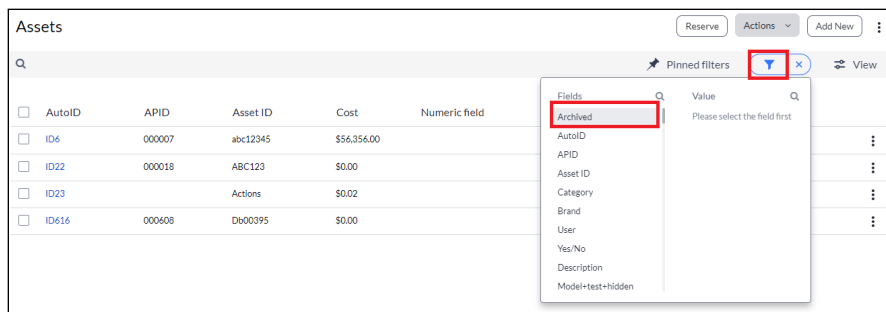 Assets
Reserve Actions Add New
Pinned filters View
AutoID APID Asset ID Cost Numeric field
ID6 000007 abc12345 $56,356.00
ID22 000018 ABC123 $0.00
ID23 Actions $0.02
ID616 000608 Db00395 $0.00
Fields
Archived
AutoID
APID
Asset ID
Category
Brand
User
Yes/No
Description
Model+test+hidden
Value
Please select the field first